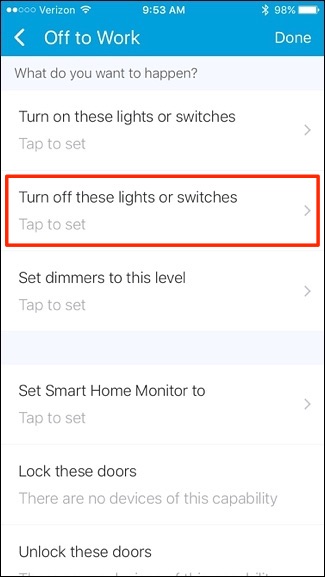 Verizon 9:53 AM 98%
Off to Work Done
What do you want to happen?
Turn on these lights or switches
Tap to set
Turn off these lights or switches
Tap to set
Set dimmers to this level
Tap to set
Set Smart Home Monitor to
Tap to set
Lock these doors
There are no devices of this capability
Unlock these doors